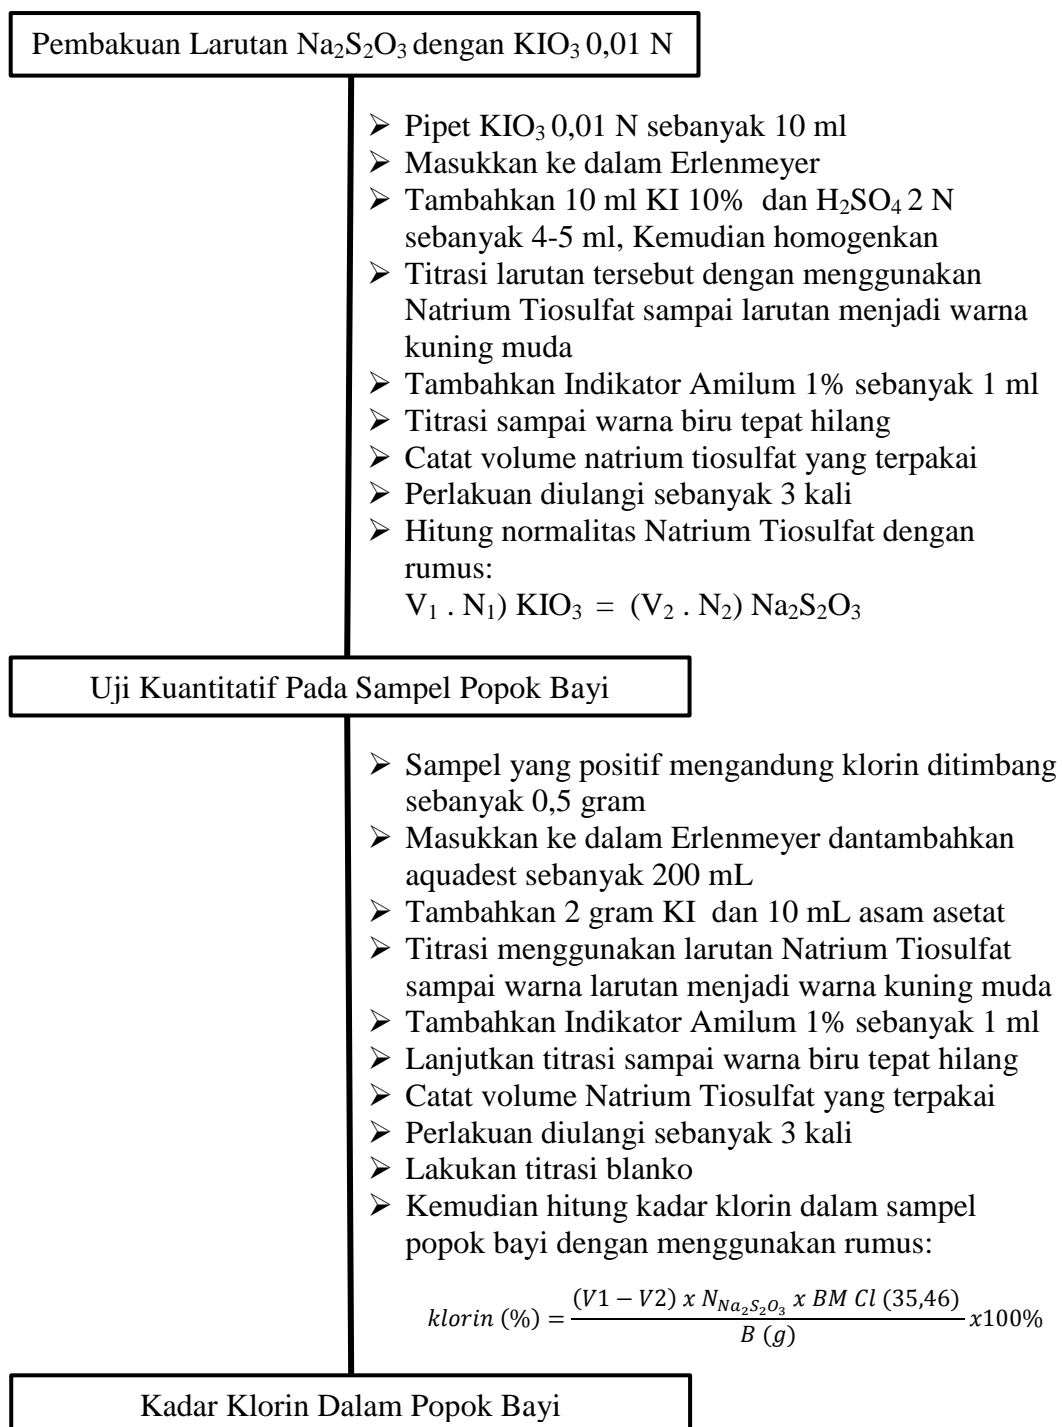 Pembakuan Larutan Na₂S₂O₃ dengan KIO₃ 0,01 N
➢ Pipet KIO₃ 0,01 N sebanyak 10 ml
➢ Masukkan ke dalam Erlenmeyer
➢ Tambahkan 10 ml KI 10% dan H₂SO₄ 2 N
sebanyak 4-5 ml, Kemudian homogenkan
➢ Titrasi larutan tersebut dengan menggunakan
Natrium Tiosulfat sampai larutan menjadi warna
kuning muda
➢ Tambahkan Indikator Amilum 1% sebanyak 1 ml
➢ Titrasi sampai warna biru tepat hilang
➢ Catat volume natrium tiosulfat yang terpakai
➢ Perlakuan diulangi sebanyak 3 kali
➢ Hitung normalitas Natrium Tiosulfat dengan
rumus:
V₁ . N₁) KIO₃ = (V₂ . N₂) Na₂S₂O₃
Uji Kuantitatif Pada Sampel Popok Bayi
➢ Sampel yang positif mengandung klorin ditimbang
sebanyak 0,5 gram
➢ Masukkan ke dalam Erlenmeyer dantambahkan
aquadest sebanyak 200 mL
➢ Tambahkan 2 gram KI dan 10 mL asam asetat
➢ Titrasi menggunakan larutan Natrium Tiosulfat
sampai warna larutan menjadi warna kuning muda
➢ Tambahkan Indikator Amilum 1% sebanyak 1 ml
➢ Lanjutkan titrasi sampai warna biru tepat hilang
➢ Catat volume Natrium Tiosulfat yang terpakai
➢ Perlakuan diulangi sebanyak 3 kali
➢ Lakukan titrasi blanko
➢ Kemudian hitung kadar klorin dalam sampel
popok bayi dengan menggunakan rumus:
klorin (%) = (V1 − V2) x N Na₂S₂O₃ x BM Cl (35,46) / B (g) x100%
Kadar Klorin Dalam Popok Bayi